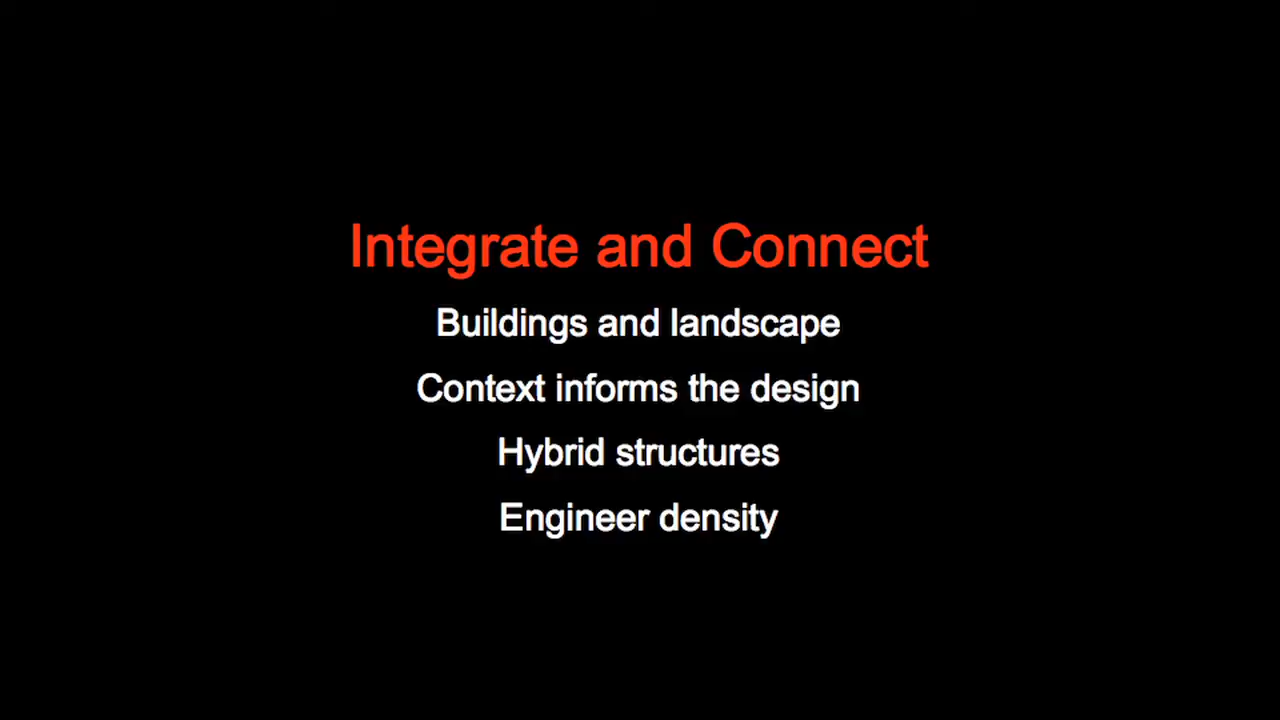 Integrate and Connect
Buildings and landscape
Context informs the design
Hybrid structures
Engineer density